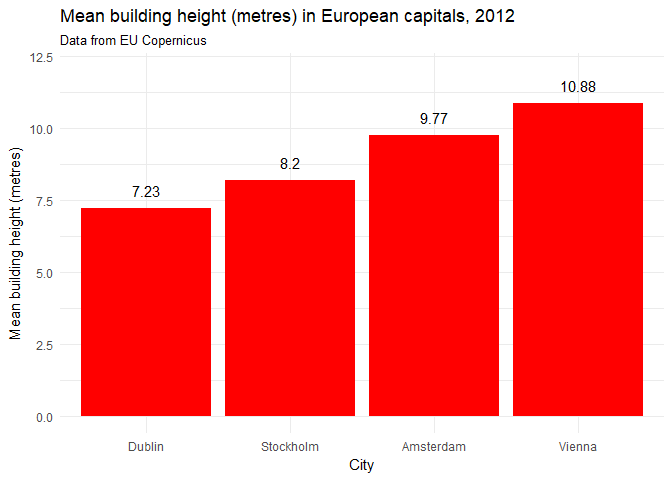 Mean building height (metres) in European capitals, 2012
Data from EU Copernicus
12.5
10.88
10.0
9.77
8.2
7.5
7.23
5.0
2.5
0.0
Mean building height (metres)
Dublin Stockholm Amsterdam Vienna
City